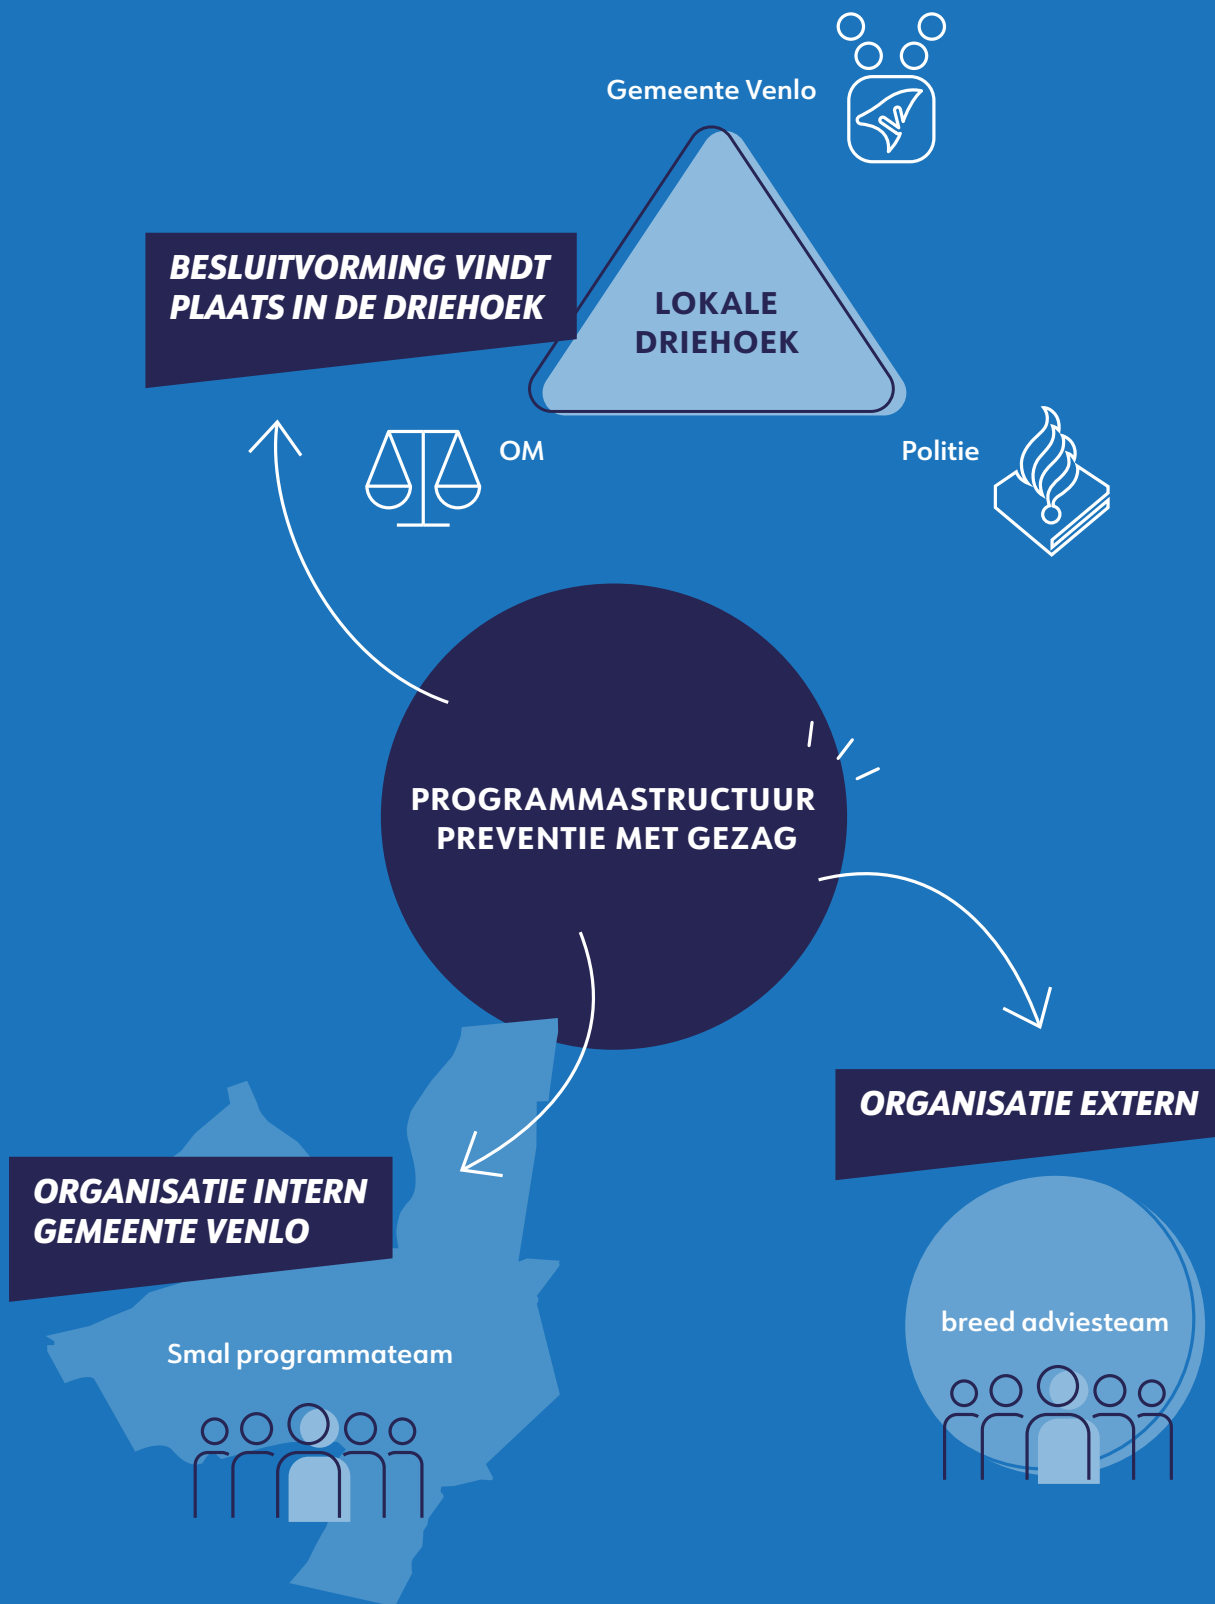 Gemeente Venlo
BESLUITVORMING VINDT
PLAATS IN DE DRIEHOEK
LOKALE
DRIEHOEK
OM
Politie
PROGRAMMASTRUCTUUR
PREVENTIE MET GEZAG
ORGANISATIE EXTERN
ORGANISATIE INTERN
GEMEENTE VENLO
breed adviesteam
Smal programmateam